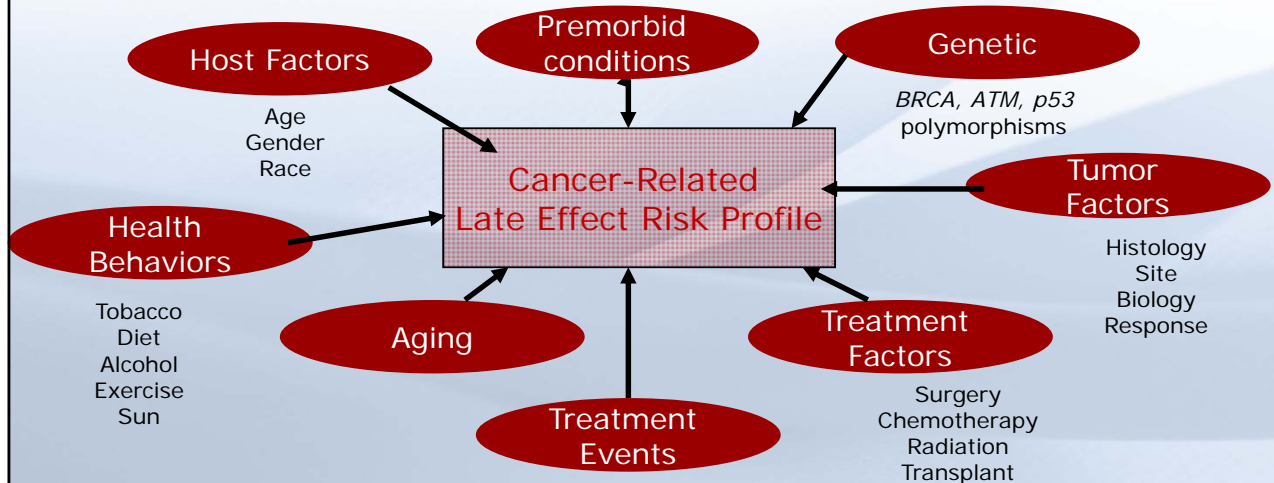 Host Factors
Age
Gender
Race
Premorbid
conditions
Genetic
BRCA, ATM, p53
polymorphisms
Cancer-Related
Late Effect Risk Profile
Tumor
Factors
Histology
Site
Biology
Response
Health
Behaviors
Tobacco
Diet
Alcohol
Exercise
Sun
Aging
Treatment
Events
Treatment
Factors
Surgery
Chemotherapy
Radiation
Transplant